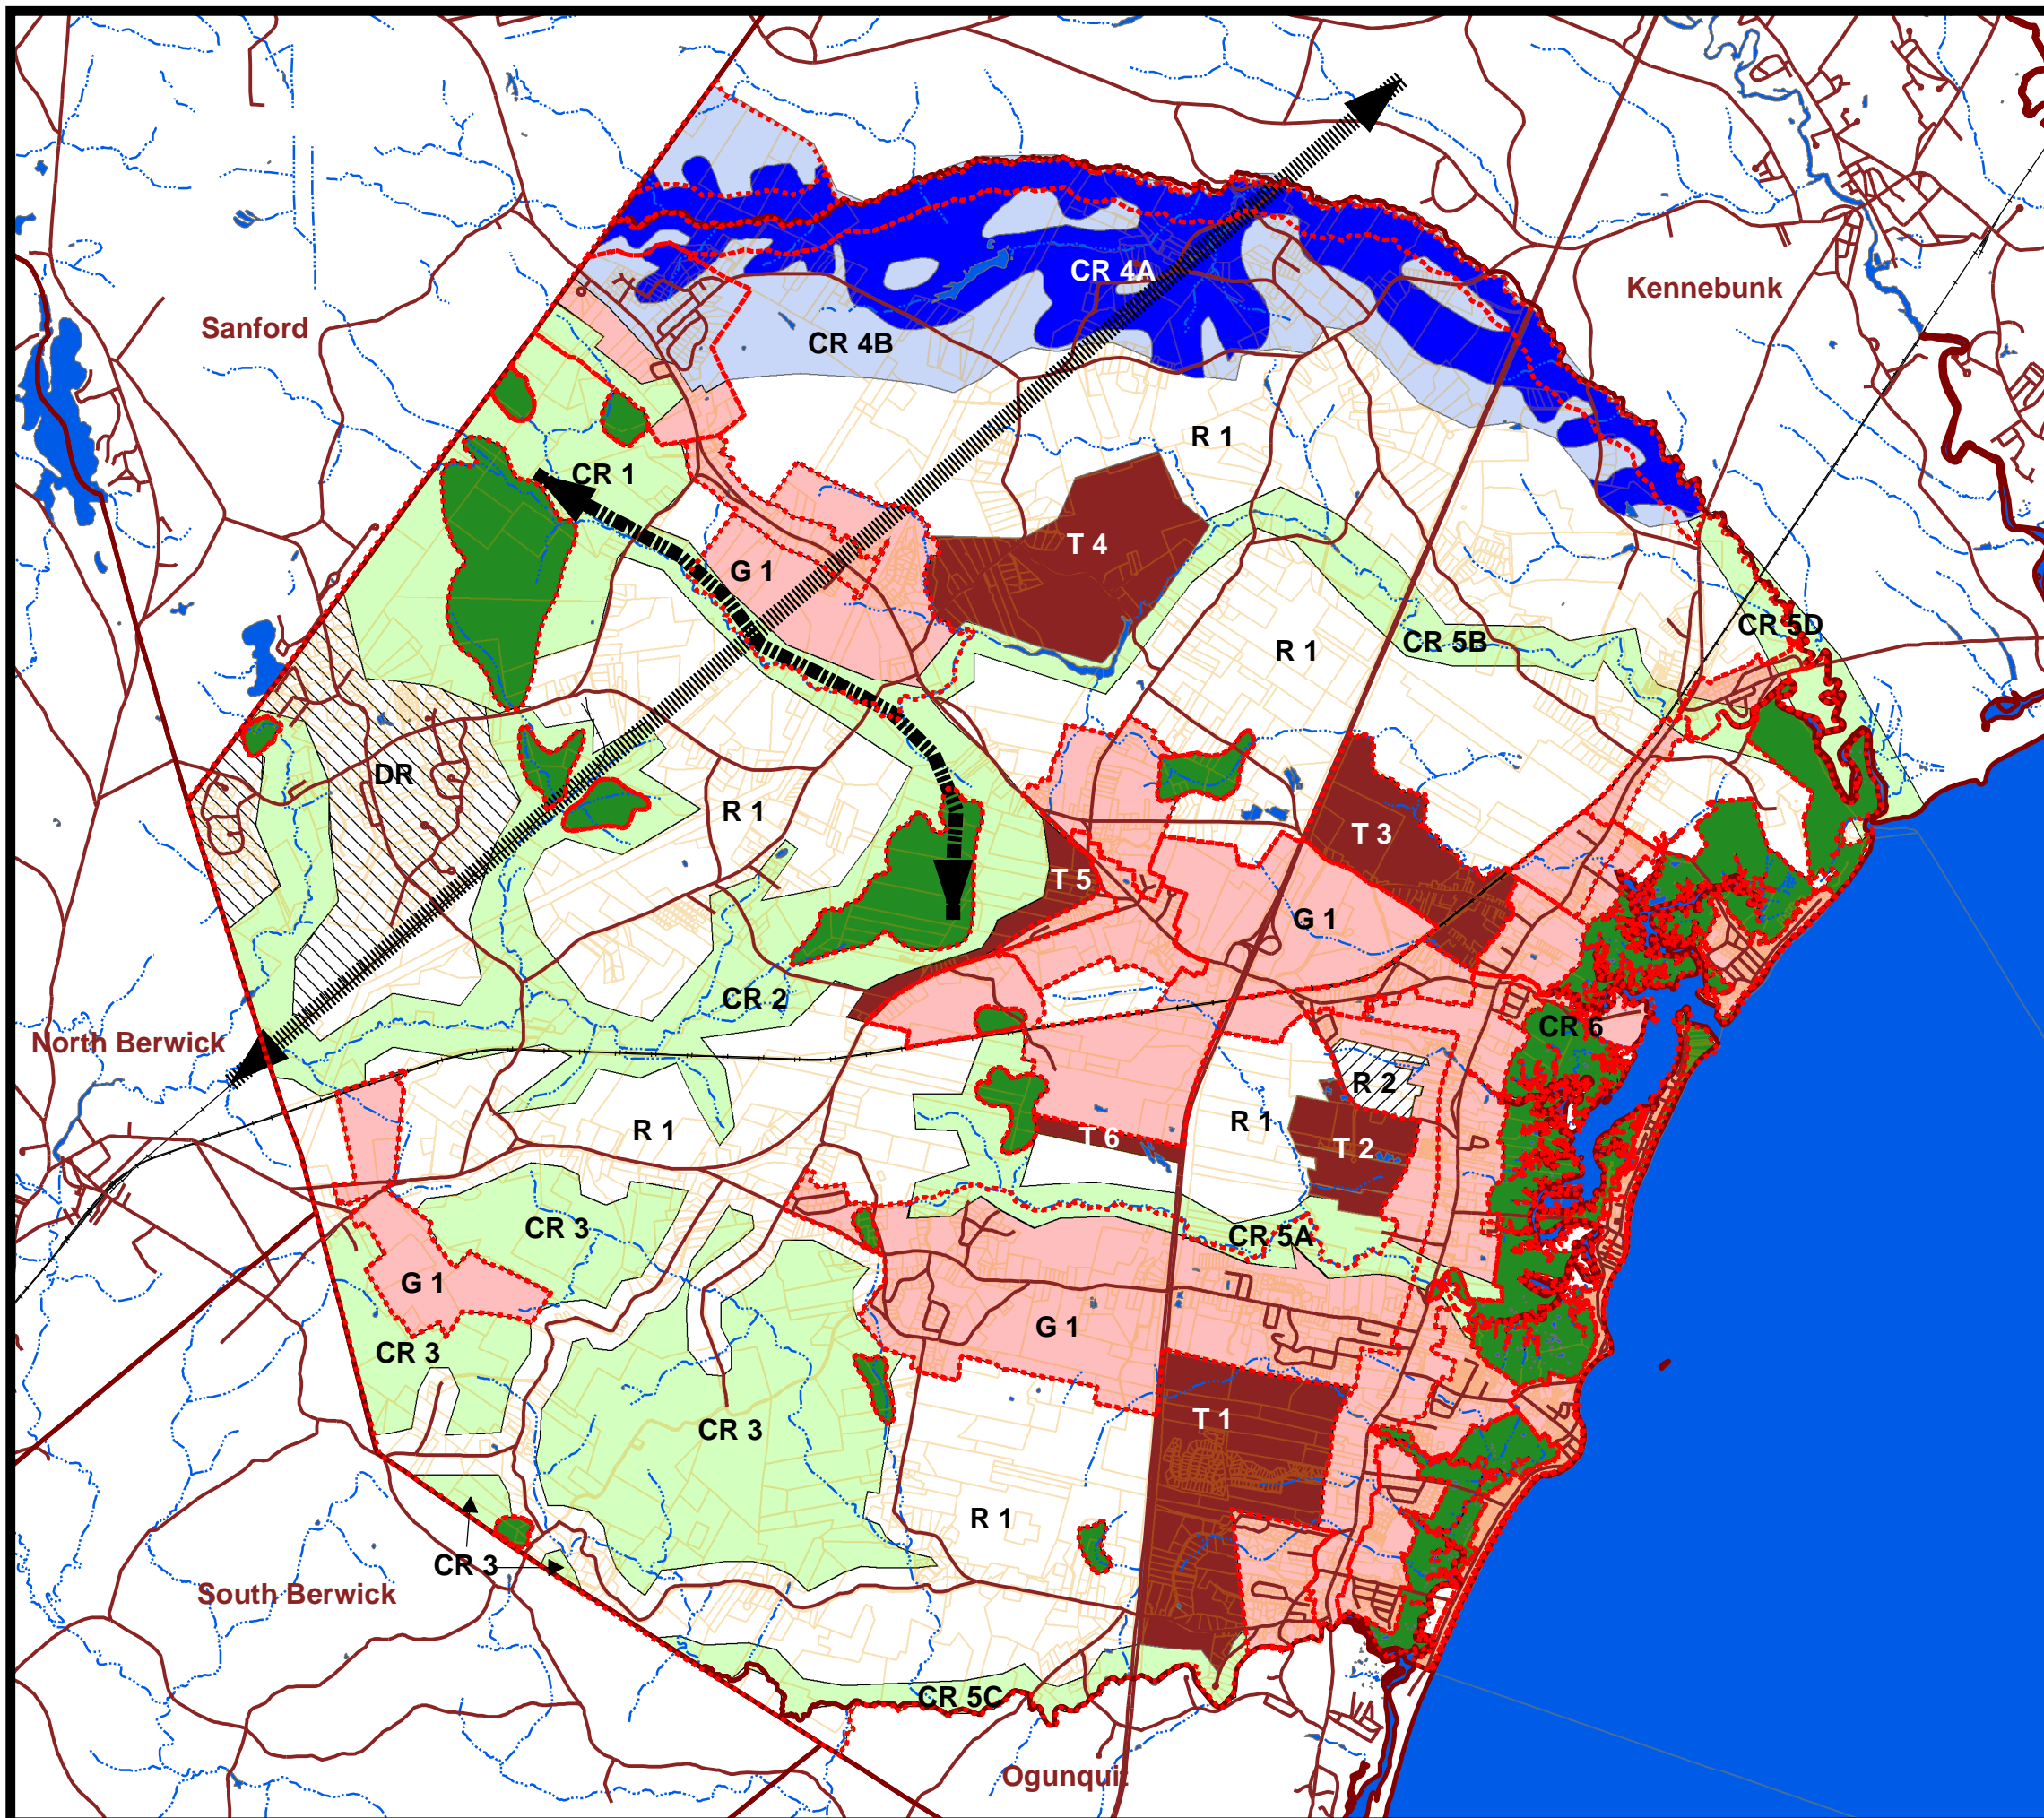 CR 4A
Kennebunk
Sanford
CR 4B
R 1
CR 1
T 4
G 1
CR 5D
CR 5B
R 1
DR
R 1
T 3
T 5
G 1
CR 2
CR 6
North Berwick
R 2
R 1
R 1
T 6
T 2
CR 3
CR 5A
G 1
G 1
CR 3
T 1
CR 3
R 1
CR 3
South Berwick
CR 5C
Ogunquit